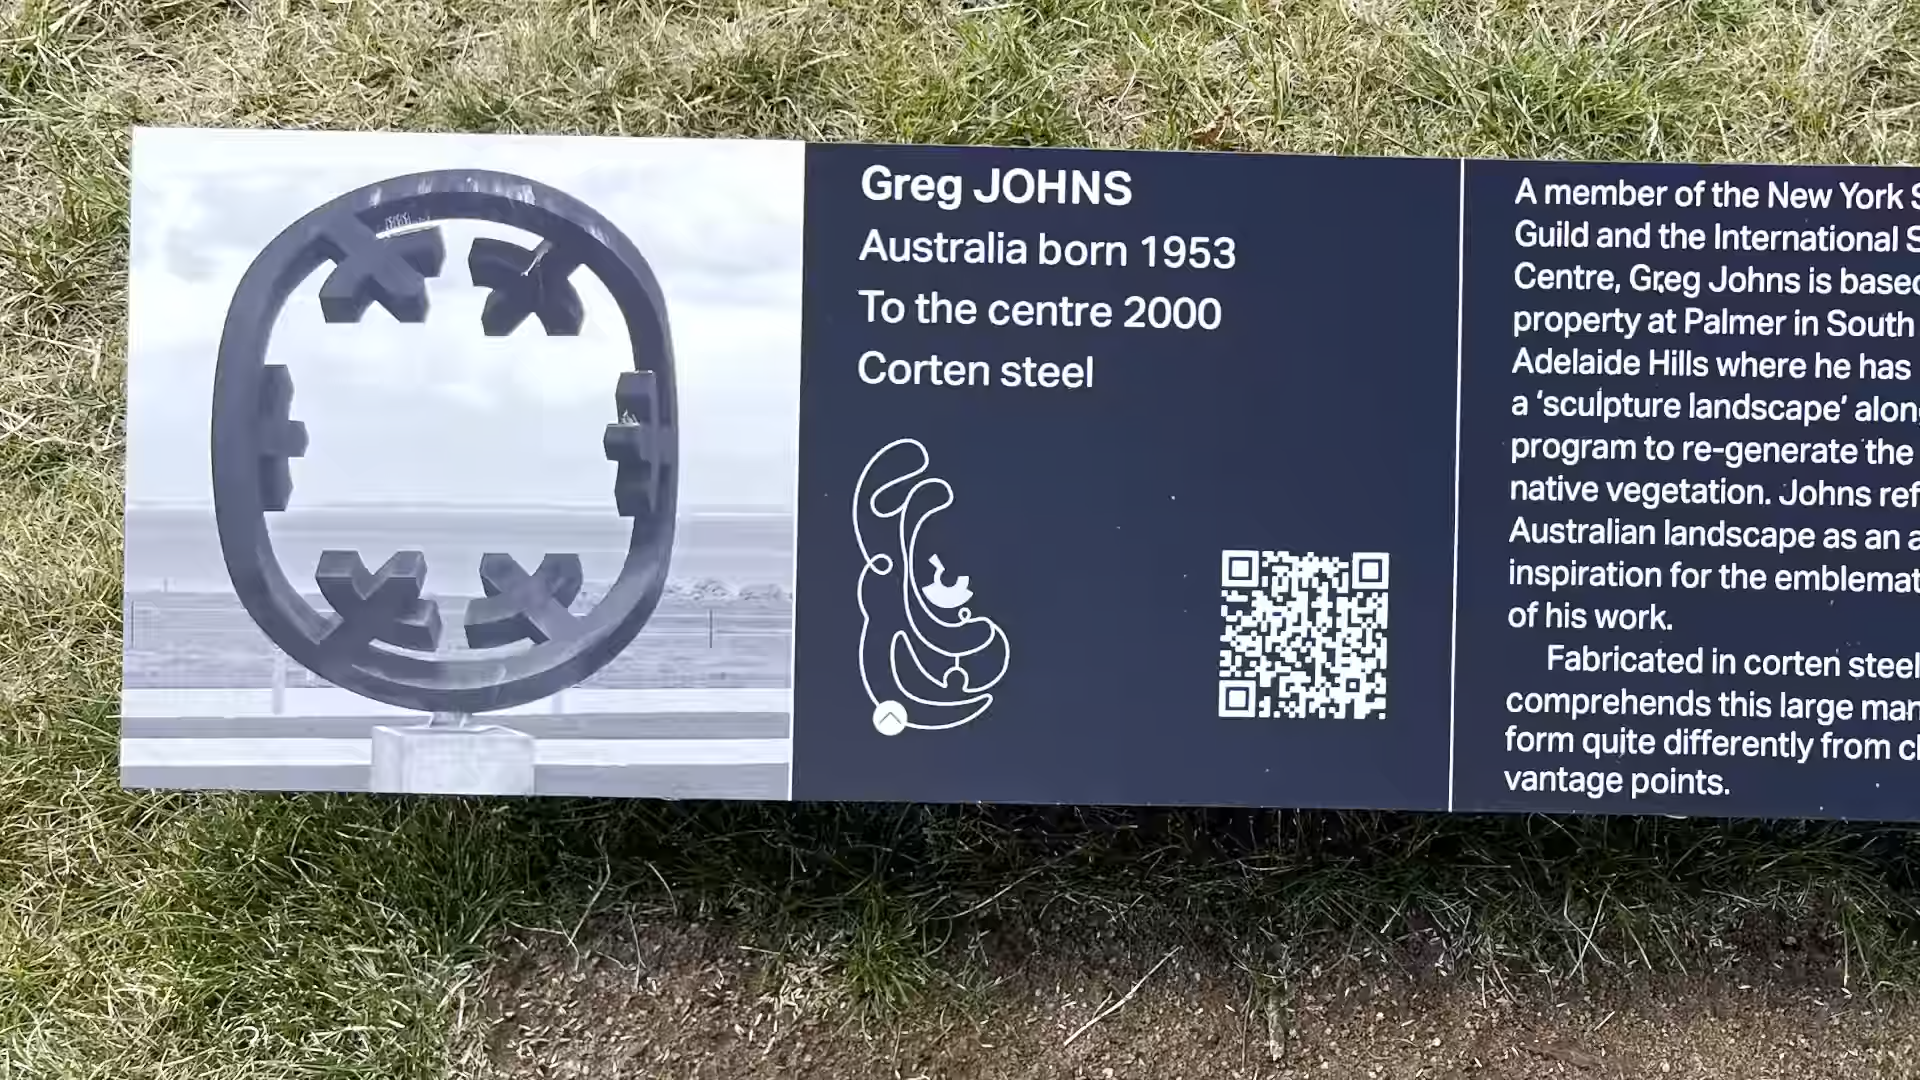 Greg JOHNS
Australia born 1953
To the centre 2000
Corten steel
A member of the New York
Guild and the International
Centre, Greg Johns is based
property at Palmer in South
Adelaide Hills where he has
a ‘sculpture landscape’
program to re-generate the
native vegetation. Johns
Australian landscape as an
inspiration for the
of his work.
Fabricated in corten steel
comprehends this large
form quite differently from
vantage points.